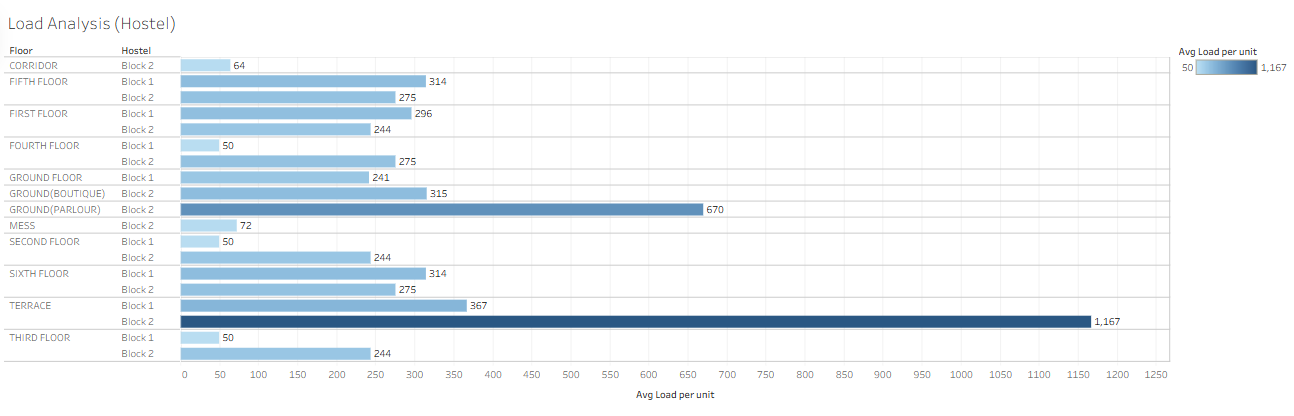 Load Analysis (Hostel)
Floor Hostel
CORRIDOR Block 2 64
FIFTH FLOOR Block 1 314
Block 2 275
FIRST FLOOR Block 1 296
Block 2 244
FOURTH FLOOR Block 1 50
Block 2 275
GROUND FLOOR Block 1 241
GROUND(BOUTIQUE) Block 2 315
GROUND(PARLOUR) Block 2 670
MESS Block 2 72
SECOND FLOOR Block 1 50
Block 2 244
SIXTH FLOOR Block 1 314
Block 2 275
TERRACE Block 1 367
Block 2 1,167
THIRD FLOOR Block 1 50
Block 2 244
0 50 100 150 200 250 300 350 400 450 500 550 600 650 700 750 800 850 900 950 1000 1050 1100 1150 1200 1250
Avg Load per unit
Avg Load per unit
50 1,167